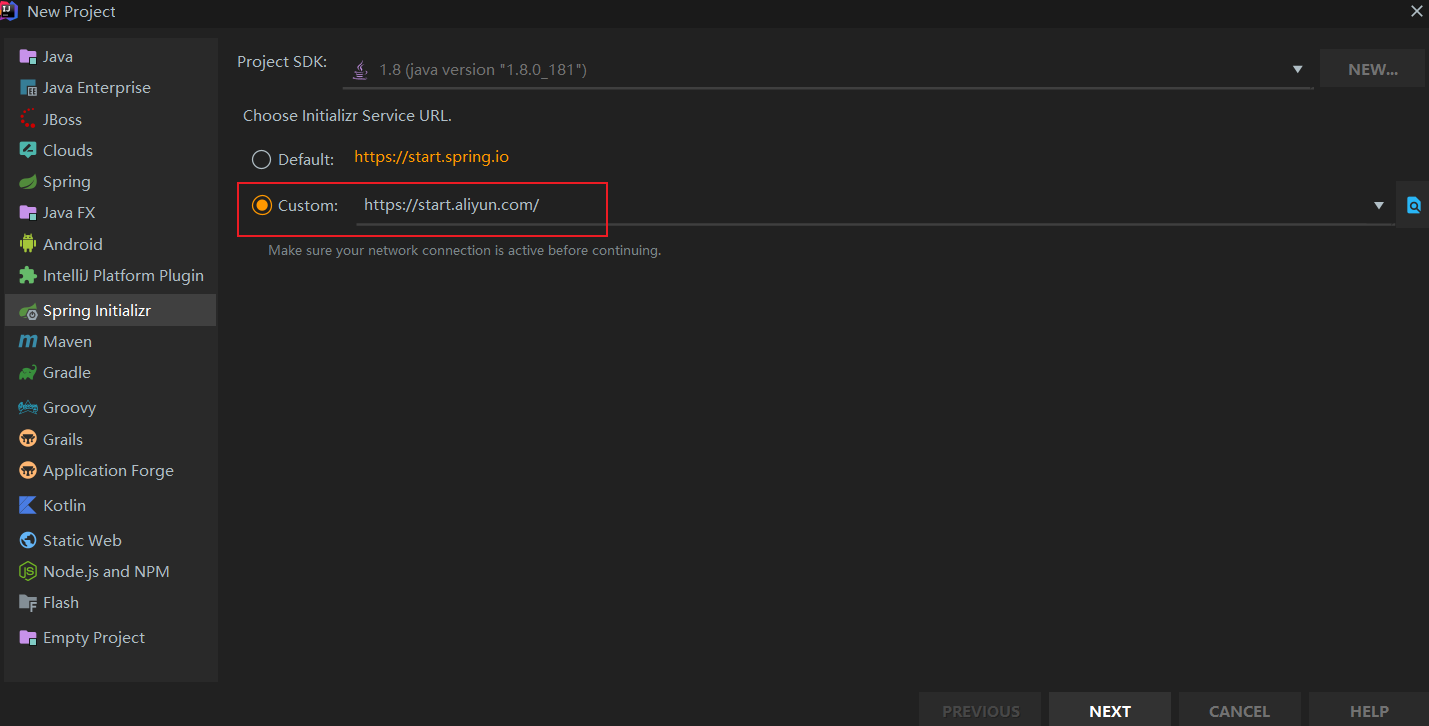 New Project
Java
Java Enterprise
JBoss
Clouds
Spring
Java FX
Android
IntelliJ Platform Plugin
Spring Initializr
Maven
Gradle
Groovy
Grails
Application Forge
Kotlin
Static Web
Node.js and NPM
Flash
Empty Project
Project SDK: 1.8 (java version "1.8.0_181") NEW...
Choose Initializr Service URL.
Default: https://start.spring.io
Custom: https://start.aliyun.com/
Make sure your network connection is active before continuing.
PREVIOUS NEXT CANCEL HELP